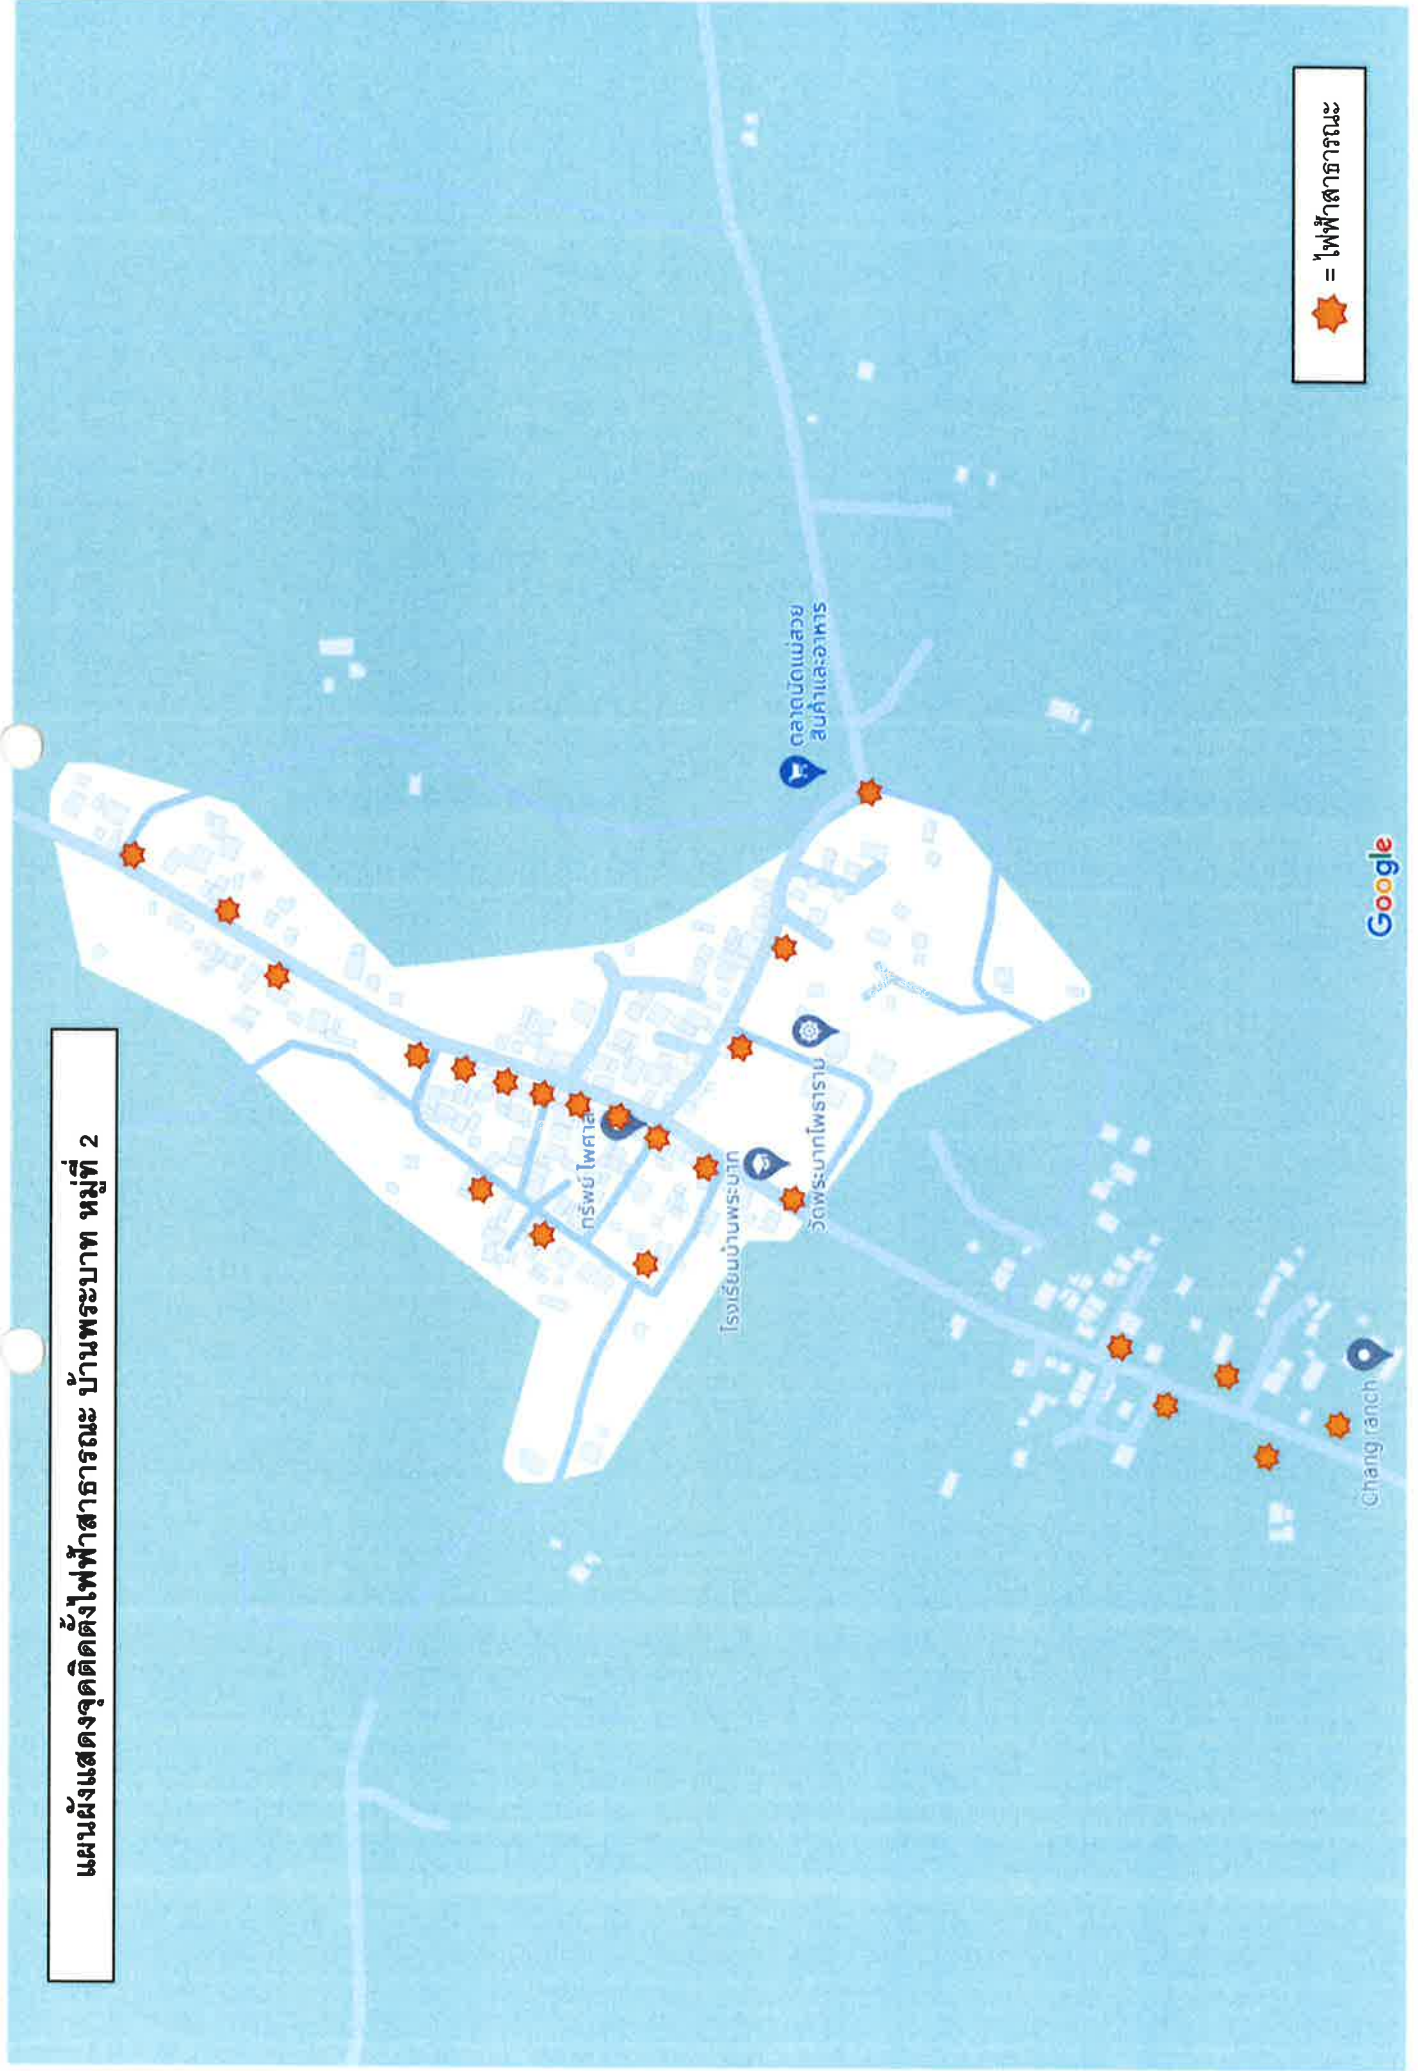 แผนผังแสดงจุดติดตั้งไฟฟ้าสาธารณะ บ้านพระบาท หมู่ที่ 2
ทรัพย์ไพศาล
โรงเรียนบ้านพระบาท
วัดพระบาทโพธาราม
ตลาดนัดแม่สวย
สินค้าและอาหาร
Chang ranch
Google
= ไฟฟ้าสาธารณะ